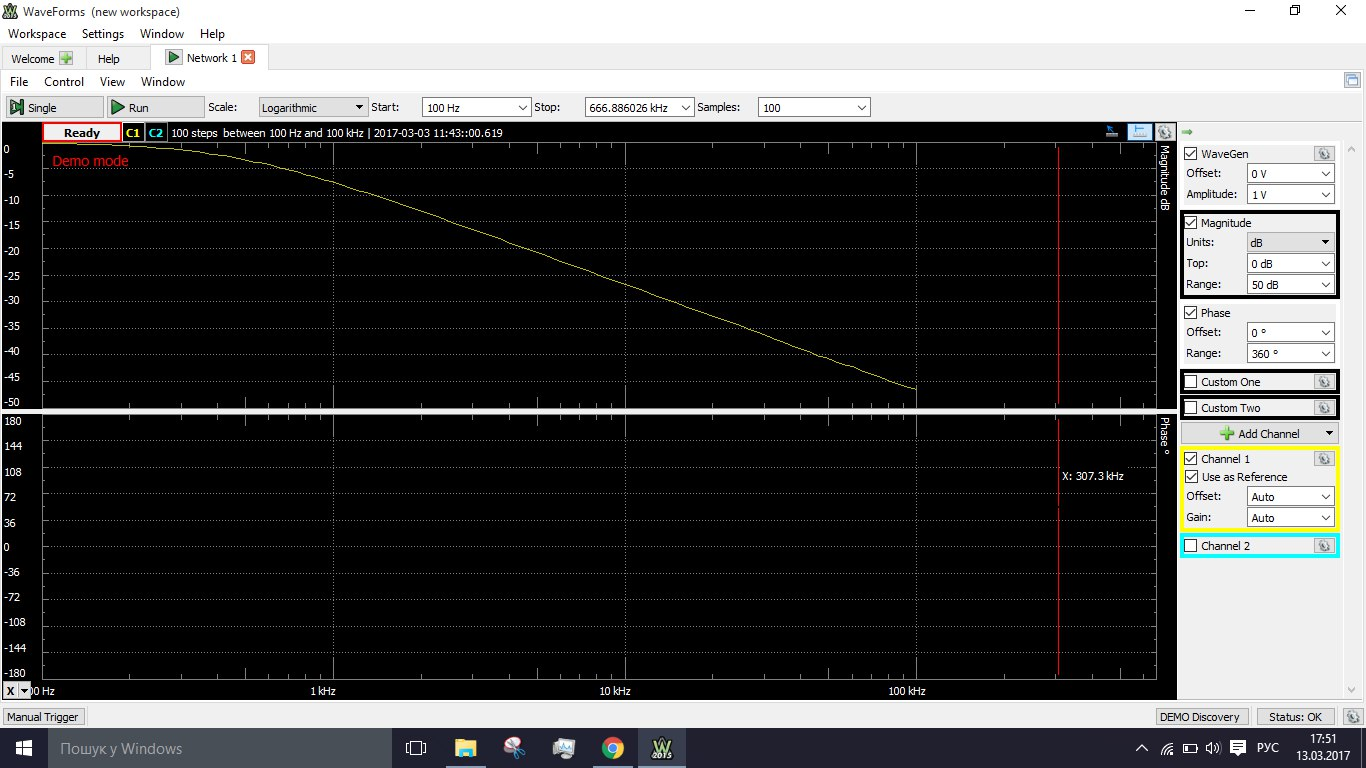 WaveForms (new workspace)
Workspace Settings Window Help
Welcome Help Network 1
File Control View Window
Single Run Scale: Logarithmic Start: 100 Hz Stop: 666.886026 kHz Samples: 100
Ready C1 C2 100 steps between 100 Hz and 100 kHz | 2017-03-03 11:43::00.619
Demo mode
0
-5
-10
-15
-20
-25
-30
-35
-40
-45
-50
Magnitude dB
180
144
108
72
36
0
-36
-72
-108
-144
-180
Phase °
X: 307.3 kHz
X 00 Hz 1 kHz 10 kHz 100 kHz
WaveGen
Offset: 0 V
Amplitude: 1 V
Magnitude
Units: dB
Top: 0 dB
Range: 50 dB
Phase
Offset: 0 °
Range: 360 °
Custom One
Custom Two
Add Channel
Channel 1
Use as Reference
Offset: Auto
Gain: Auto
Channel 2
Manual Trigger DEMO Discovery Status: OK
Пошук у Windows
2015
РУС
17:51
13.03.2017